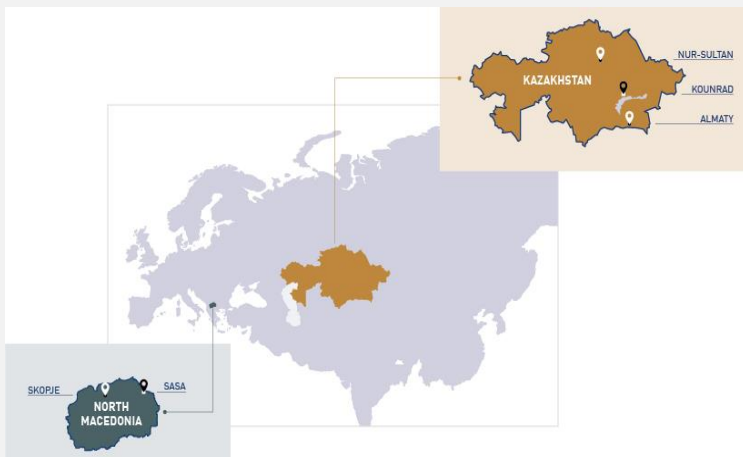 NUR-SULTAN
KAZAKHSTAN
KOUNRAD
ALMATY
SKOPJE
SASA
NORTH
MACEDONIA